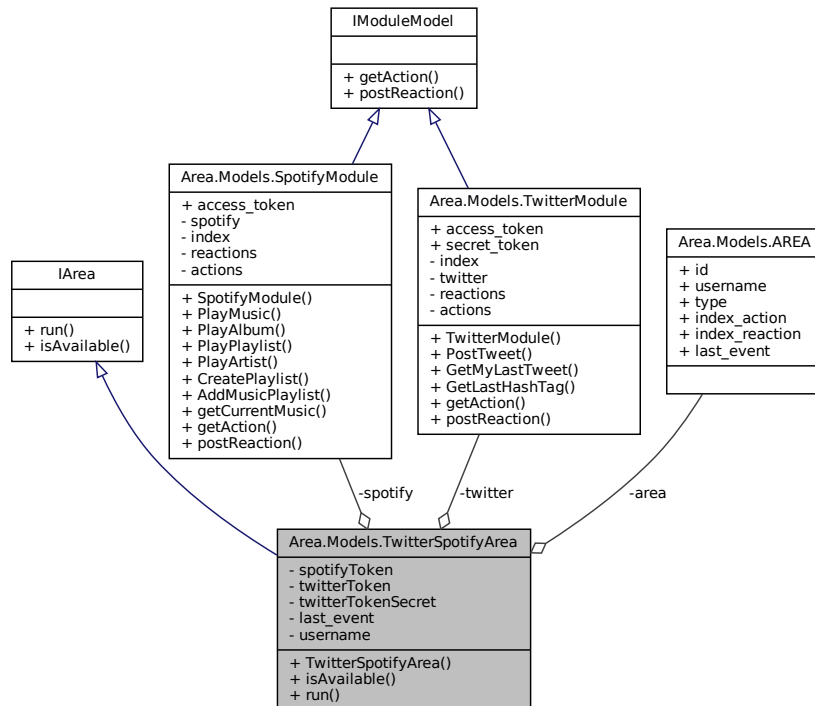 IModuleModel
+ getAction()
+ postReaction()
Area.Models.SpotifyModule
+ access_token
- spotify
- index
- reactions
- actions
+ SpotifyModule()
+ PlayMusic()
+ PlayAlbum()
+ PlayPlaylist()
+ PlayArtist()
+ CreatePlaylist()
+ AddMusicPlaylist()
+ getCurrentMusic()
+ getAction()
+ postReaction()
Area.Models.TwitterModule
+ access_token
+ secret_token
- index
- twitter
- reactions
- actions
+ TwitterModule()
+ PostTweet()
+ GetMyLastTweet()
+ GetLastHashTag()
+ getAction()
+ postReaction()
Area.Models.AREA
+ id
+ username
+ type
+ index_action
+ index_reaction
+ last_event
IArea
+ run()
+ isAvailable()
-spotify
-twitter
-area
Area.Models.TwitterSpotifyArea
- spotifyToken
- twitterToken
- twitterTokenSecret
- last_event
- username
+ TwitterSpotifyArea()
+ isAvailable()
+ run()